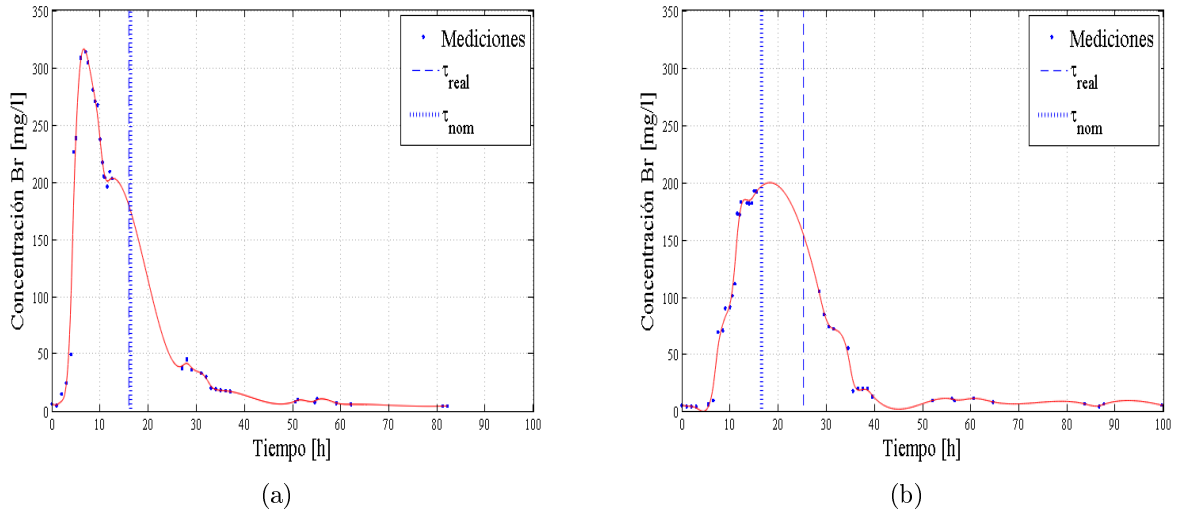 Concentración Br [mg/l]
350
300
250
200
150
100
50
0
0 10 20 30 40 50 60 70 80 90 100
Tiempo [h]
Mediciones
τreal
τnom
(a)
Concentración Br [mg/l]
350
300
250
200
150
100
50
0
0 10 20 30 40 50 60 70 80 90 100
Tiempo [h]
Mediciones
τreal
τnom
(b)